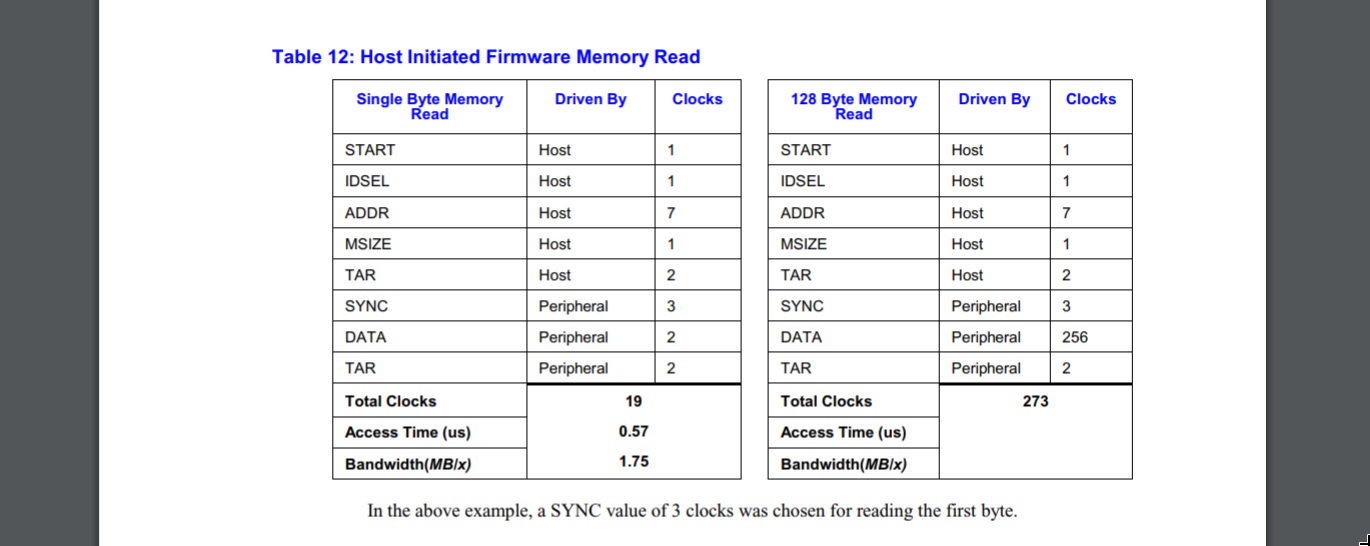 Table 12: Host Initiated Firmware Memory Read
Single Byte Memory Read Driven By Clocks
START Host 1
IDSEL Host 1
ADDR Host 7
MSIZE Host 1
TAR Host 2
SYNC Peripheral 3
DATA Peripheral 2
TAR Peripheral 2
Total Clocks 19
Access Time (us) 0.57
Bandwidth(MB/x) 1.75
128 Byte Memory Read Driven By Clocks
START Host 1
IDSEL Host 1
ADDR Host 7
MSIZE Host 1
TAR Host 2
SYNC Peripheral 3
DATA Peripheral 256
TAR Peripheral 2
Total Clocks 273
Access Time (us)
Bandwidth(MB/x)
In the above example, a SYNC value of 3 clocks was chosen for reading the first byte.